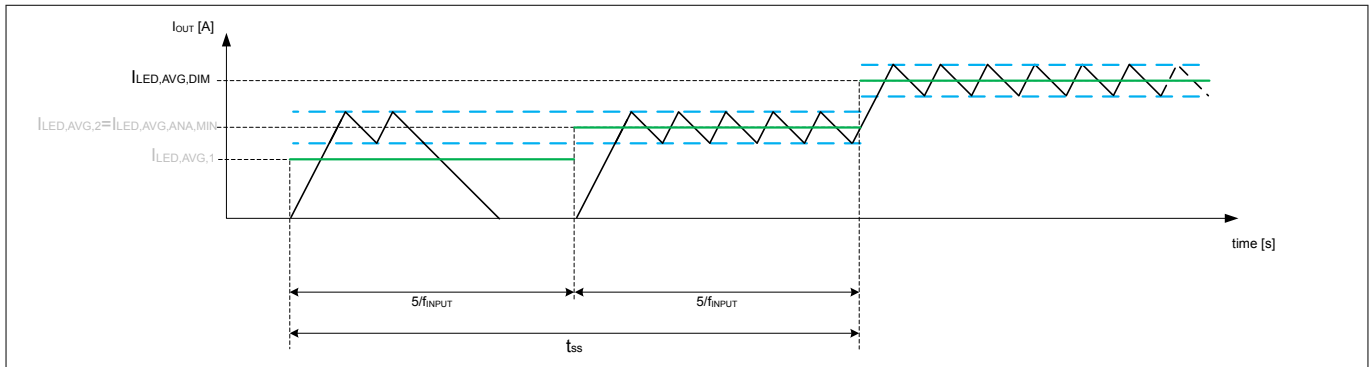 IOUT [A]
ILED,AVG,DIM
ILED,AVG,2=ILED,AVG,ANA,MIN
ILED,AVG,1
time [s]
5/fINPUT
5/fINPUT
tss